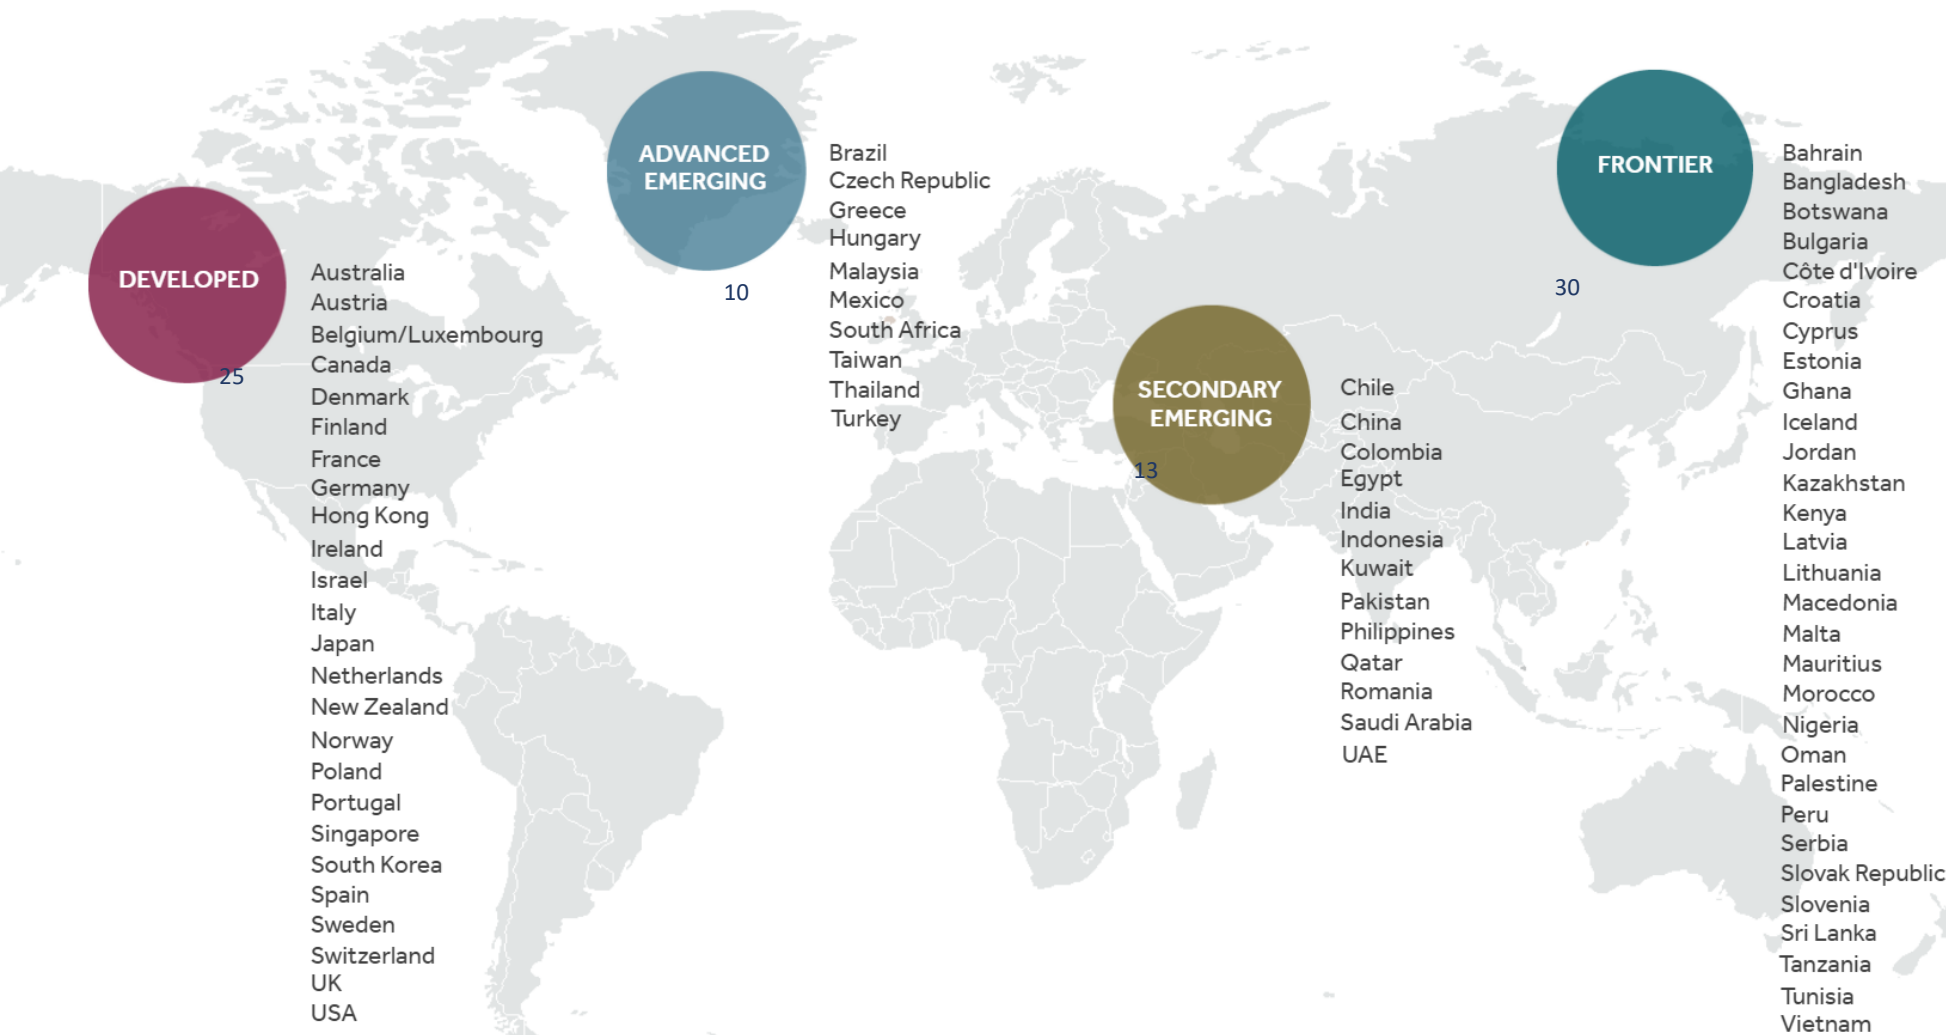 DEVELOPED
25
Australia
Austria
Belgium/Luxembourg
Canada
Denmark
Finland
France
Germany
Hong Kong
Ireland
Israel
Italy
Japan
Netherlands
New Zealand
Norway
Poland
Portugal
Singapore
South Korea
Spain
Sweden
Switzerland
UK
USA
ADVANCED
EMERGING
10
Brazil
Czech Republic
Greece
Hungary
Malaysia
Mexico
South Africa
Taiwan
Thailand
Turkey
SECONDARY
EMERGING
13
Chile
China
Colombia
Egypt
India
Indonesia
Kuwait
Pakistan
Philippines
Qatar
Romania
Saudi Arabia
UAE
FRONTIER
30
Bahrain
Bangladesh
Botswana
Bulgaria
Côte d'Ivoire
Croatia
Cyprus
Estonia
Ghana
Iceland
Jordan
Kazakhstan
Kenya
Latvia
Lithuania
Macedonia
Malta
Mauritius
Morocco
Nigeria
Oman
Palestine
Peru
Serbia
Slovak Republic
Slovenia
Sri Lanka
Tanzania
Tunisia
Vietnam